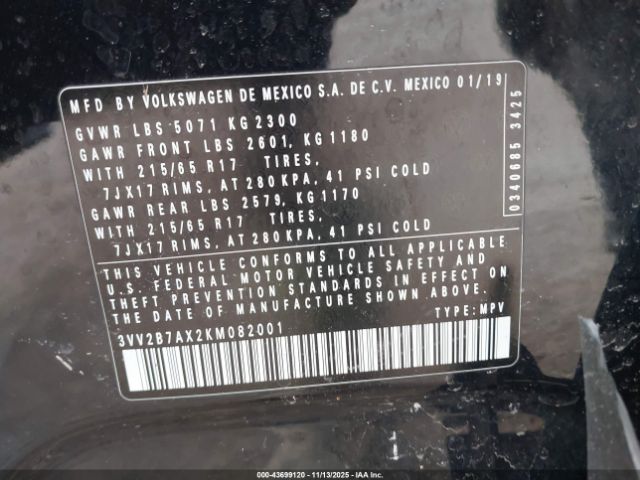 MFD BY VOLKSWAGEN DE MEXICO S.A. DE C.V. MEXICO 01/19
GVWR LBS 5071 KG 2300
GAWR FRONT LBS 2601, KG 1180
WITH 215/65 R17 TIRES,
7JX17 RIMS, AT 280 KPA, 41 PSI COLD
GAWR REAR LBS 2579, KG 1170
WITH 215/65 R17 TIRES,
7JX17 RIMS, AT 280 KPA, 41 PSI COLD
0340685 3425
THIS VEHICLE CONFORMS TO ALL APPLICABLE
U.S. FEDERAL MOTOR VEHICLE SAFETY AND
THEFT PREVENTION STANDARDS IN EFFECT ON
THE DATE OF MANUFACTURE SHOWN ABOVE.
3VV2B7AX2KM082001 TYPE: MPV
000-43699120 - 11/13/2025 - IAAI.CA